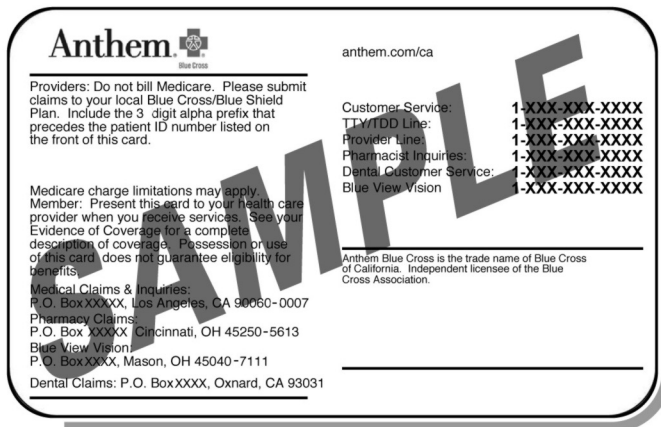 Anthem
Blue Cross
Providers: Do not bill Medicare. Please submit
claims to your local Blue Cross/Blue Shield
Plan. Include the 3 digit alpha prefix that
precedes the patient ID number listed on
the front of this card.
Medicare charge limitations may apply.
Member: Present this card to your health care
provider when you receive services. See your
Evidence of Coverage for a complete
description of coverage. Possession or use
of this card does not guarantee eligibility for
benefits
Medical Claims & Inquiries:
P.O. Box XXXXX, Los Angeles, CA 90060-0007
Pharmacy Claims:
P.O. Box XXXXX Cincinnati, OH 45250-5613
Blue View Vision:
P.O. Box XXXX, Mason, OH 45040-7111
Dental Claims: P.O. Box XXXX, Oxnard, CA 93031
anthem.com/ca
Customer Service: 1-XXX-XXX-XXXX
TTY/TDD Line: 1-XXX-XXX-XXXX
Provider Line: 1-XXX-XXX-XXXX
Pharmacist Inquiries: 1-XXX-XXX-XXXX
Dental Customer Service: 1-XXX-XXX-XXXX
Blue View Vision 1-XXX-XXX-XXXX
Anthem Blue Cross is the trade name of Blue Cross
of California. Independent licensee of the Blue
Cross Association.
SAMPLE